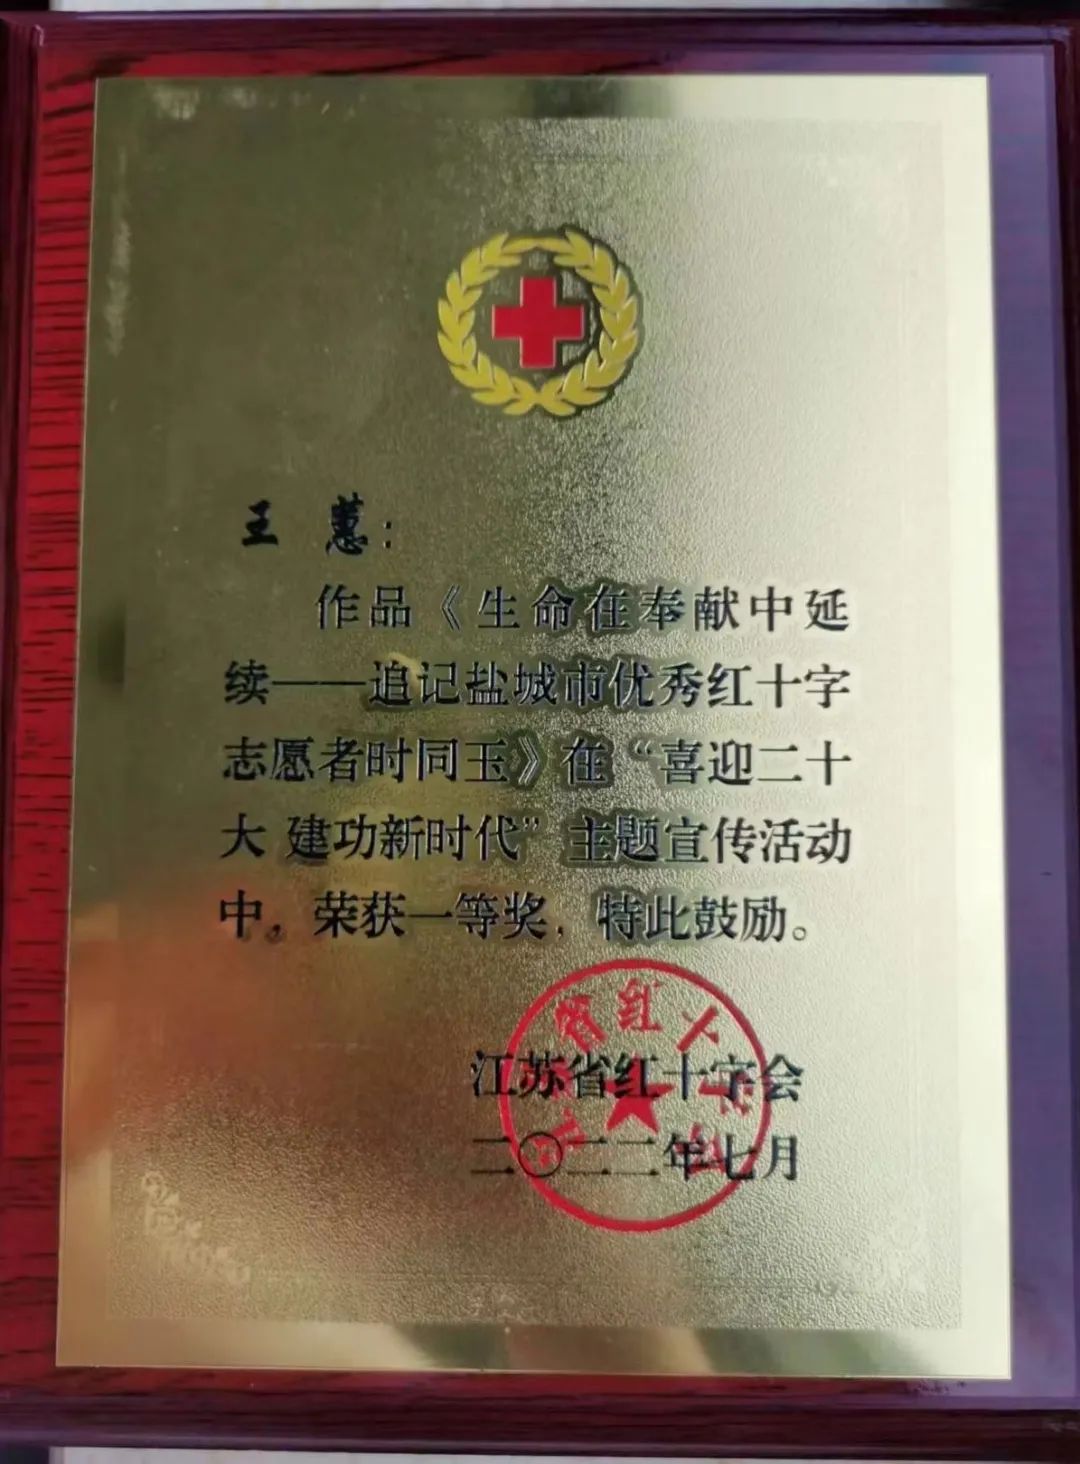 王 蕙：
作品《生命在奉献中延
续——追记盐城市优秀红十字
志愿者时同玉》在“喜迎二十
大 建功新时代”主题宣传活动
中，荣获一等奖，特此鼓励。
江苏省红十字会
二〇二二年七月